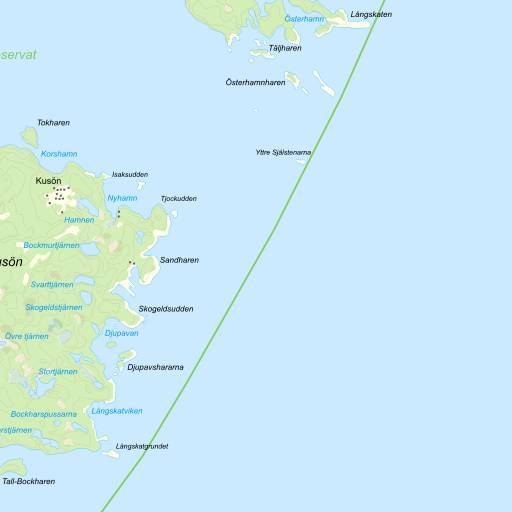 Långskaten
Österhamn
Täljharen
servat
Österhamnharen
Tokharen
Yttre Själstenarna
Korshamn
Isaksudden
Kusön
Nyhamn
Tjockudden
Hamnen
Bockmurtjärnen
usön
Sandharen
Svarttjärnen
Skogeldstjärnen
Skogeldsudden
Övre tjärnen
Djupavan
Djupavshararna
Stortjärnen
Bockharspussarna
Långskatviken
rstjärnen
Långskatgrundet
Tall-Bockharen